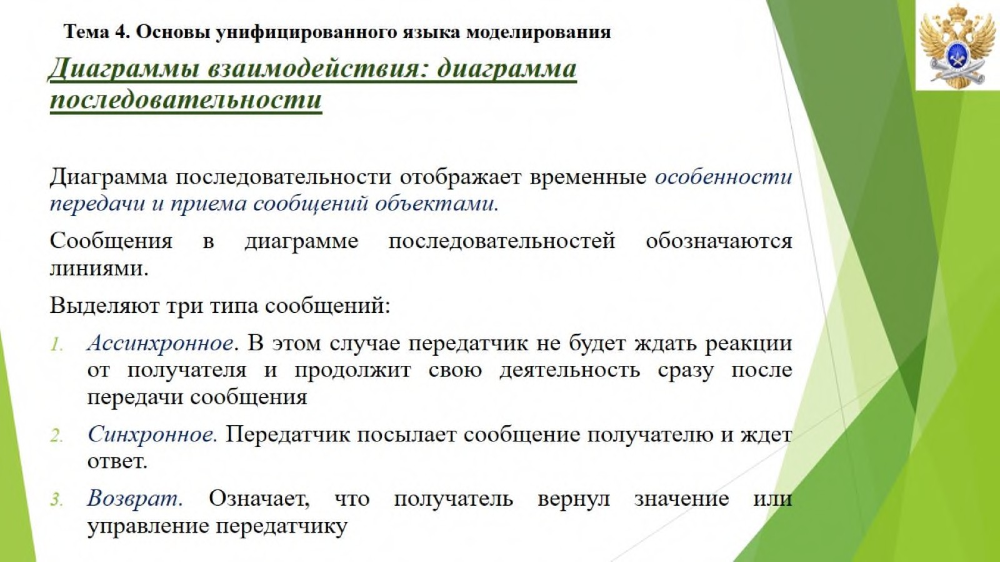 Тема 4. Основы унифицированного языка моделирования
Диаграммы взаимодействия: диаграмма
последовательности
Диаграмма последовательности отображает временные особенности
передачи и приема сообщений объектами.
Сообщения в диаграмме последовательностей обозначаются
линиями.
Выделяют три типа сообщений:
1. Ассинхронное. В этом случае передатчик не будет ждать реакции
от получателя и продолжит свою деятельность сразу после
передачи сообщения
2. Синхронное. Передатчик посылает сообщение получателю и ждет
ответ.
3. Возврат. Означает, что получатель вернул значение или
управление передатчику